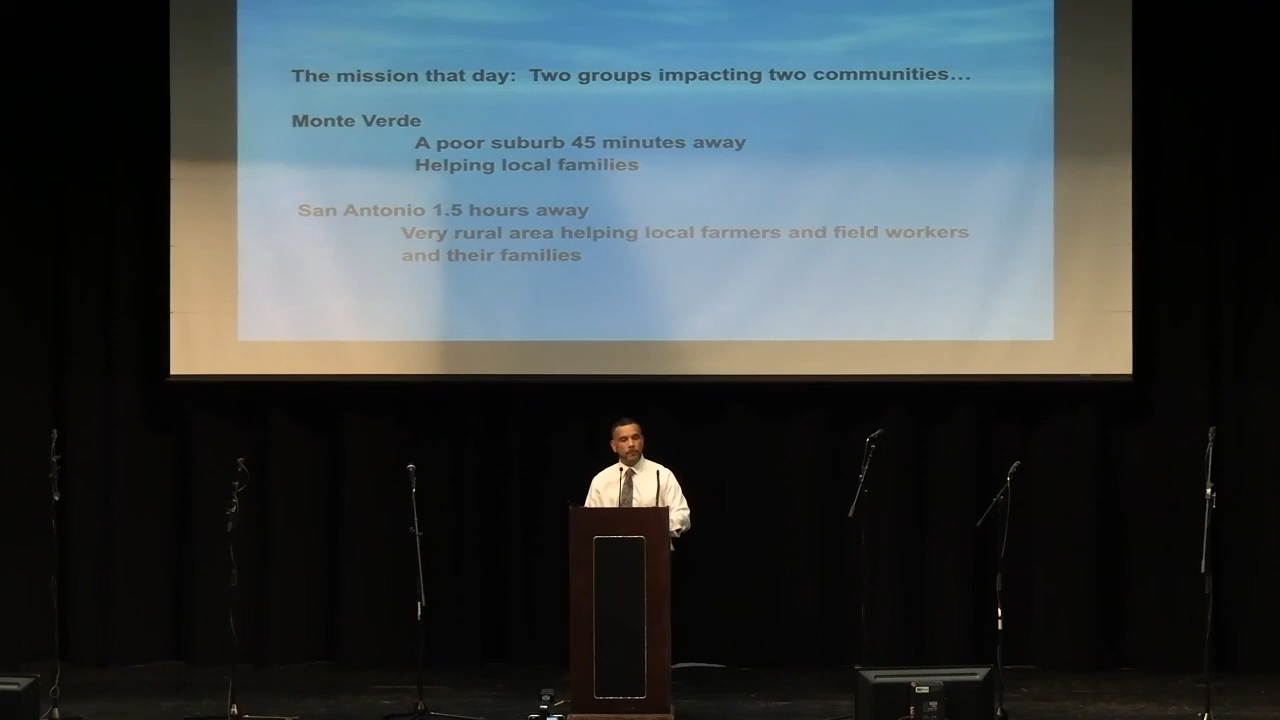 The mission that day: Two groups impacting two communities…
Monte Verde
A poor suburb 45 minutes away
Helping local families
San Antonio 1.5 hours away
Very rural area helping local farmers and field workers
and their families